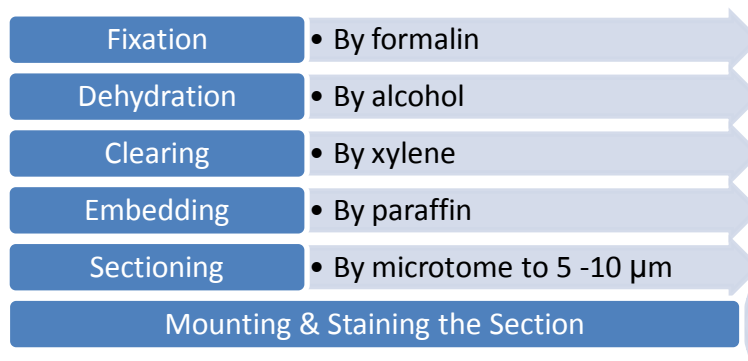 Fixation • By formalin
Dehydration • By alcohol
Clearing • By xylene
Embedding • By paraffin
Sectioning • By microtome to 5 -10 µm
Mounting & Staining the Section